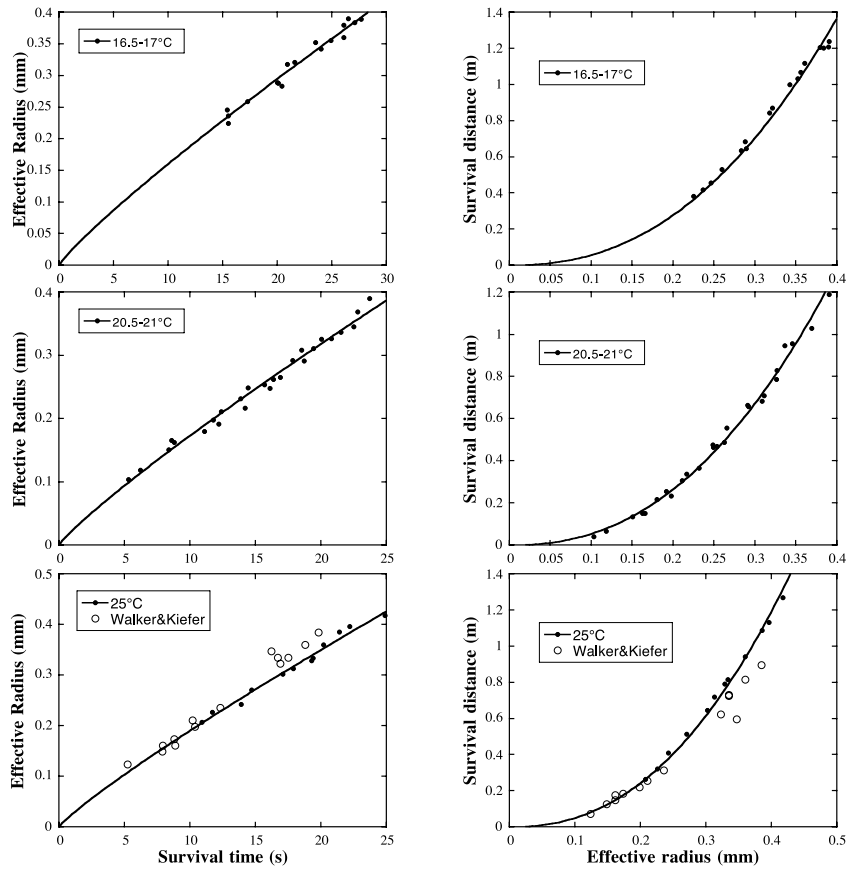 0.4
0.35
0.3
0.25
0.2
0.15
0.1
0.05
0
0 5 10 15 20 25 30
Effective Radius (mm)
16.5-17°C
1.4
1.2
1
0.8
0.6
0.4
0.2
0
0 0.05 0.1 0.15 0.2 0.25 0.3 0.35 0.4
Survival distance (m)
16.5-17°C
0.4
0.3
0.2
0.1
0
0 5 10 15 20 25
Effective Radius (mm)
20.5-21°C
1.2
1
0.8
0.6
0.4
0.2
0
0 0.05 0.1 0.15 0.2 0.25 0.3 0.35 0.4
Survival distance (m)
20.5-21°C
0.5
0.4
0.3
0.2
0.1
0
0 5 10 15 20 25
Effective Radius (mm)
25°C
Walker&Kiefer
Survival time (s)
1.4
1.2
1
0.8
0.6
0.4
0.2
0
0 0.1 0.2 0.3 0.4 0.5
Survival distance (m)
25°C
Walker&Kiefer
Effective radius (mm)